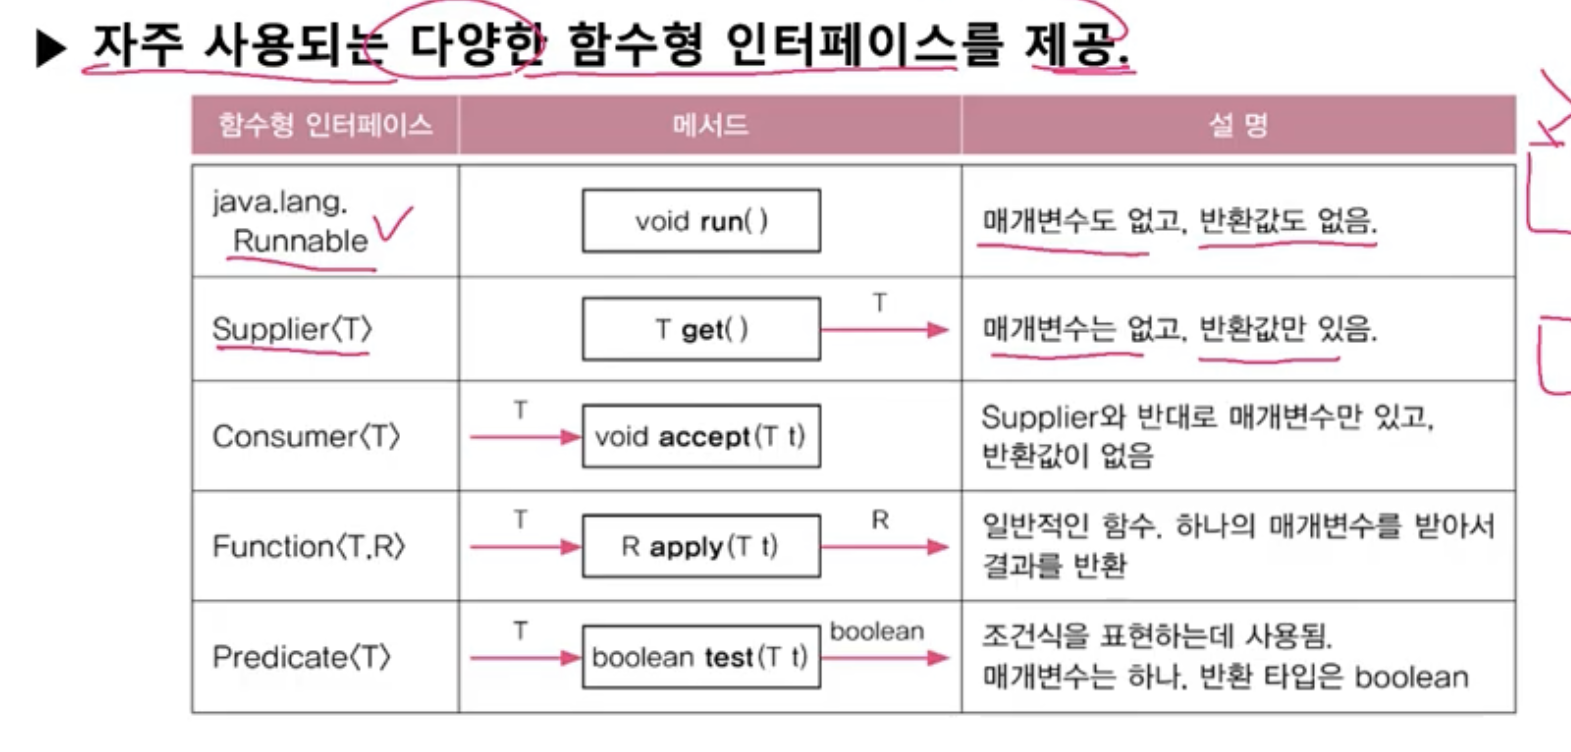 ▶ 자주 사용되는 다양한 함수형 인터페이스를 제공.
함수형 인터페이스 메서드 설 명
java.lang.
Runnable
void run( )
매개변수도 없고, 반환값도 없음.
Supplier〈T〉
T get( )
T
매개변수는 없고, 반환값만 있음.
Consumer〈T〉
T
void accept(T t)
Supplier와 반대로 매개변수만 있고,
반환값이 없음
Function〈T,R〉
T
R apply(T t)
R
일반적인 함수. 하나의 매개변수를 받아서
결과를 반환
Predicate〈T〉
T
boolean test(T t)
boolean
조건식을 표현하는데 사용됨.
매개변수는 하나, 반환 타입은 boolean